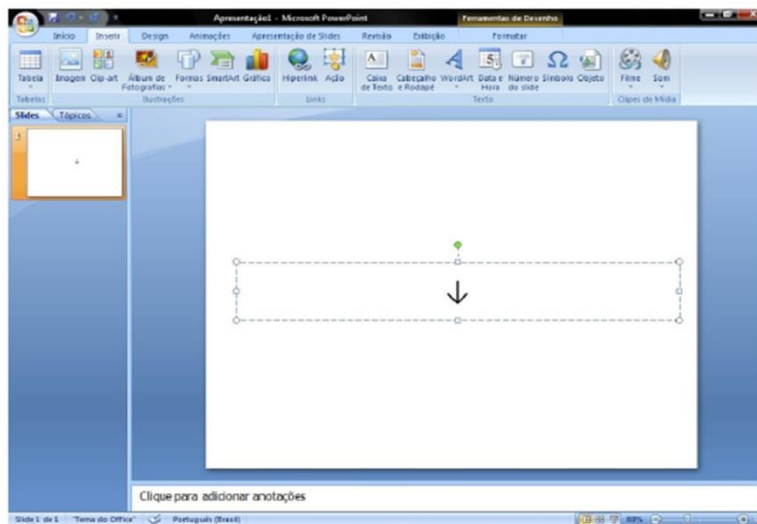 Apresentação1 - Microsoft PowerPoint
Ferramentas de Desenho
Início Inserir Design Animações Apresentação de Slides Revisão Exibição Formatar
Tabela Imagem Clip-art Álbum de Fotografias Formas SmartArt Gráfico Hiperlink Ação Caixa de Texto Cabeçalho e Rodapé WordArt Data e Hora Número do slide Símbolo Objeto Filme Som
Tabelas Ilustrações Links Texto Clipes de Mídia
Slides Tópicos
1
↓
Clique para adicionar anotações
Slide 1 de 1 "Tema do Office" Português (Brasil)